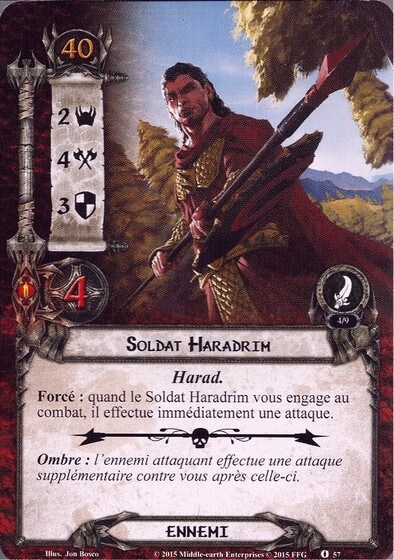 40
2
4
3
4
4/9
Soldat Haradrim
Harad.
Forcé : quand le Soldat Haradrim vous engage au
combat, il effectue immédiatement une attaque.
Ombre : l'ennemi attaquant effectue une attaque
supplémentaire contre vous après celle-ci.
ENNEMI
Illus. Jon Bosco © 2015 Middle-earth Enterprises © 2015 FFG 57